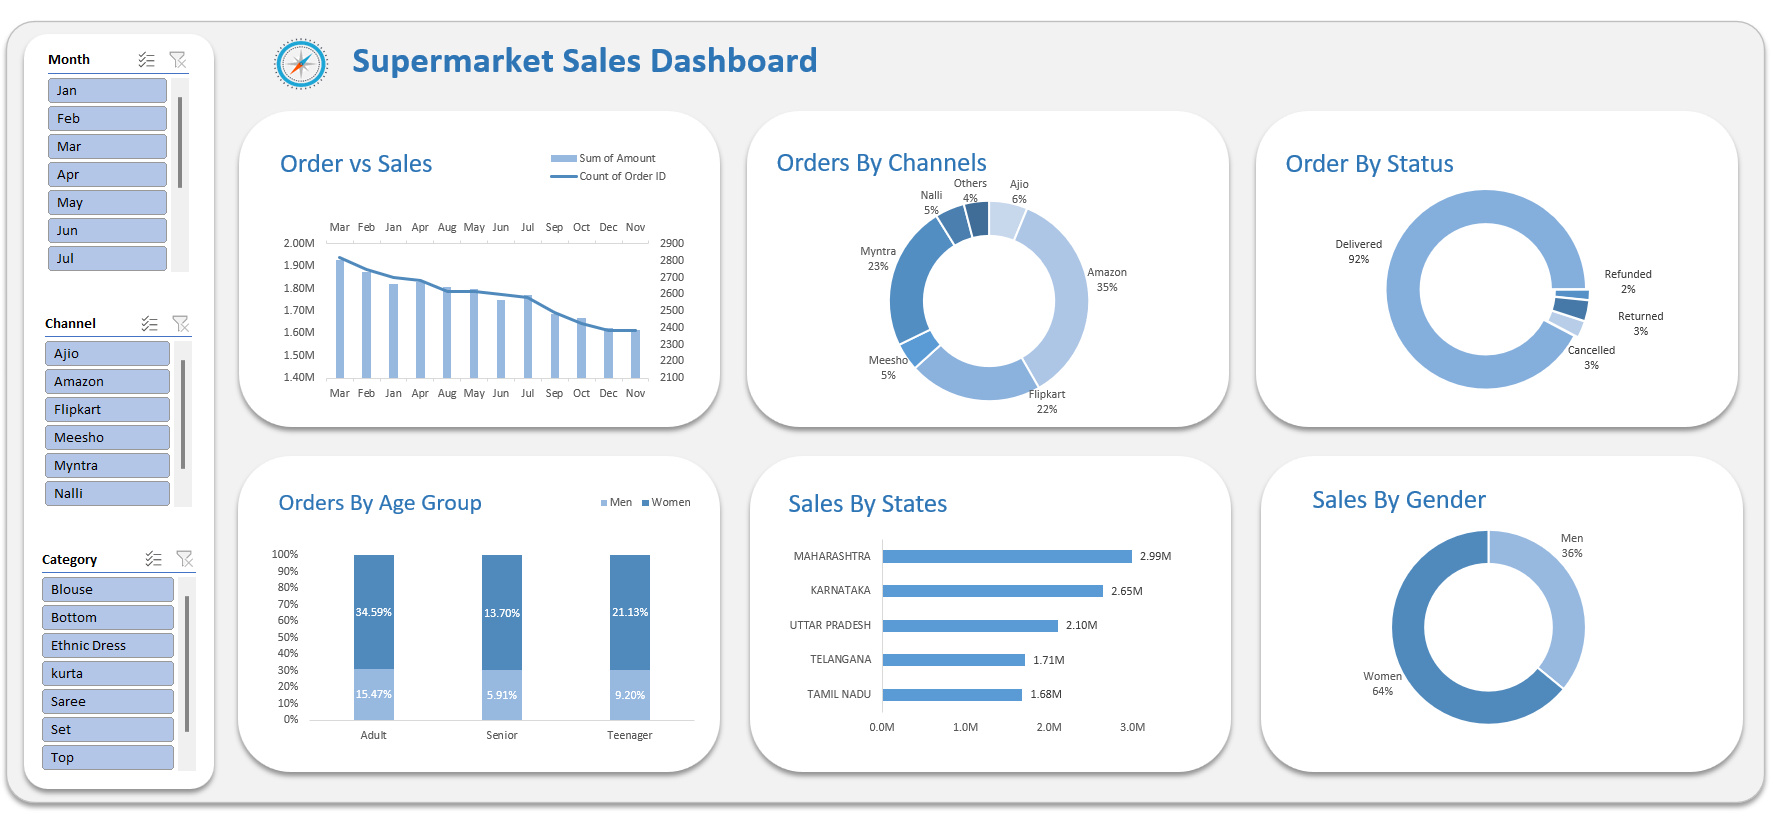 Supermarket Sales Dashboard
Month
Jan
Feb
Mar
Apr
May
Jun
Jul
Channel
Ajio
Amazon
Flipkart
Meesho
Myntra
Nalli
Category
Blouse
Bottom
Ethnic Dress
kurta
Saree
Set
Top
Order vs Sales
Sum of Amount
Count of Order ID
Mar Feb Jan Apr Aug May Jun Jul Sep Oct Dec Nov
2.00M
1.90M
1.80M
1.70M
1.60M
1.50M
1.40M
2900
2800
2700
2600
2500
2400
2300
2200
2100
Mar Feb Jan Apr Aug May Jun Jul Sep Oct Dec Nov
Orders By Channels
Others
4%
Ajio
6%
Nalli
5%
Myntra
23%
Amazon
35%
Meesho
5%
Flipkart
22%
Order By Status
Delivered
92%
Refunded
2%
Returned
3%
Cancelled
3%
Orders By Age Group
Men Women
100%
90%
80%
70%
60%
50%
40%
30%
20%
10%
0%
34.59% 13.70% 21.13%
15.47% 5.91% 9.20%
Adult Senior Teenager
Sales By States
MAHARASHTRA 2.99M
KARNATAKA 2.65M
UTTAR PRADESH 2.10M
TELANGANA 1.71M
TAMIL NADU 1.68M
0.0M 1.0M 2.0M 3.0M
Sales By Gender
Men
36%
Women
64%